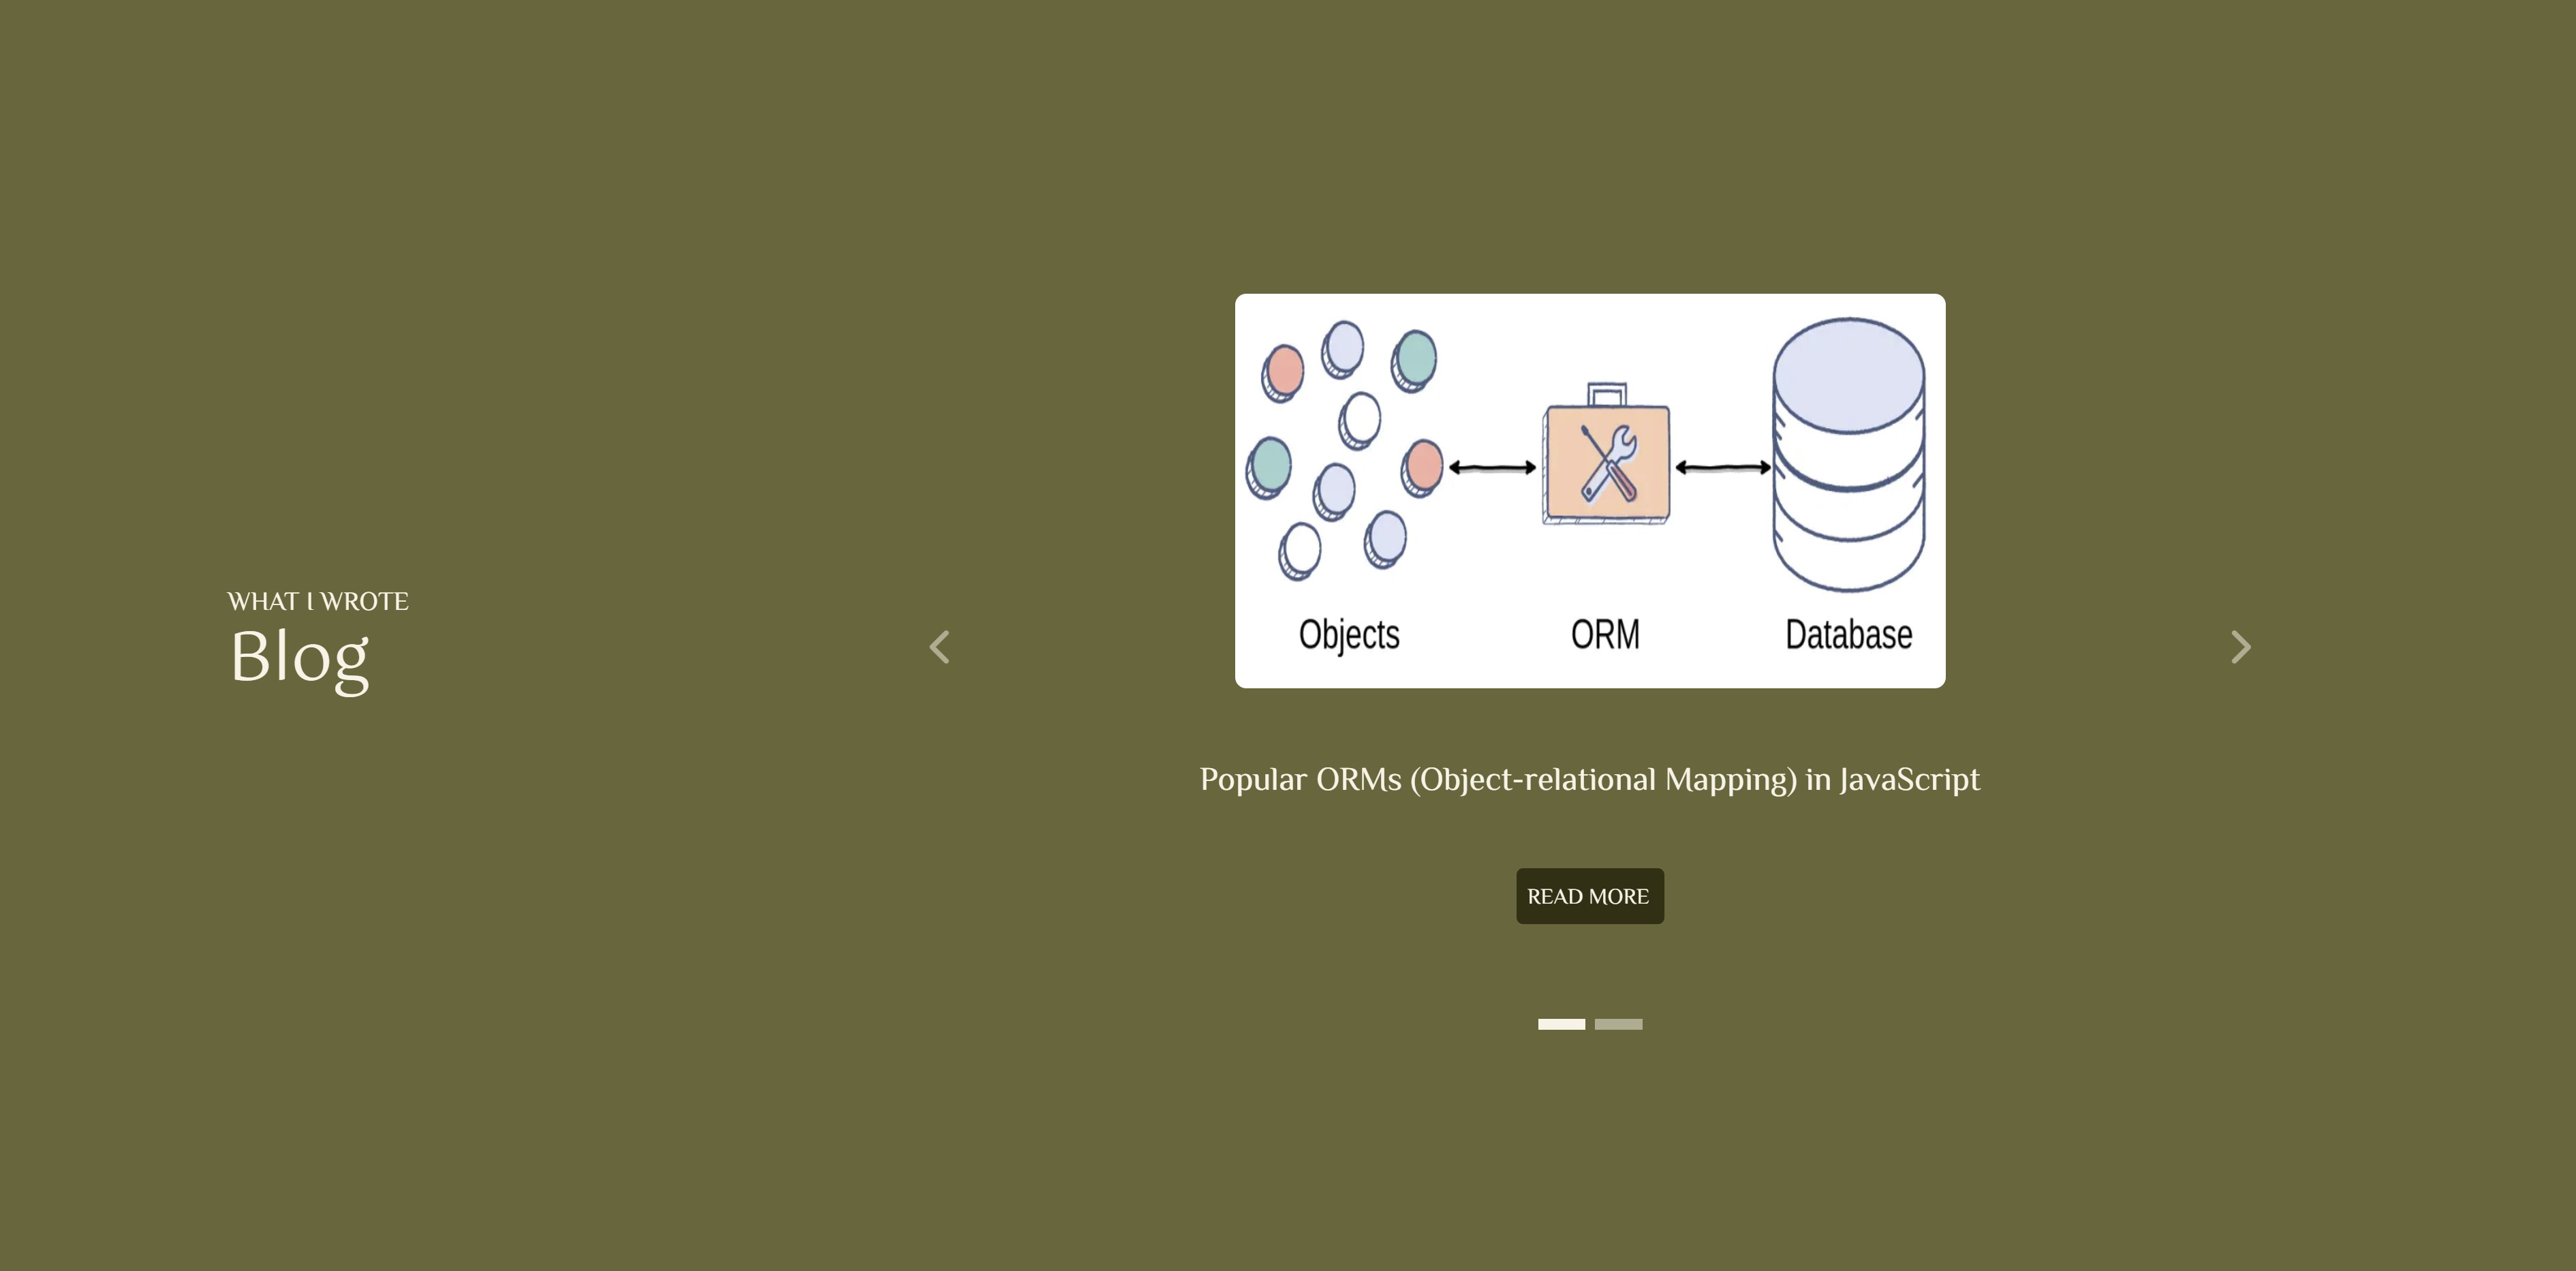 WHAT I WROTE
Blog
Objects
ORM
Database
Popular ORMs (Object-relational Mapping) in JavaScript
READ MORE